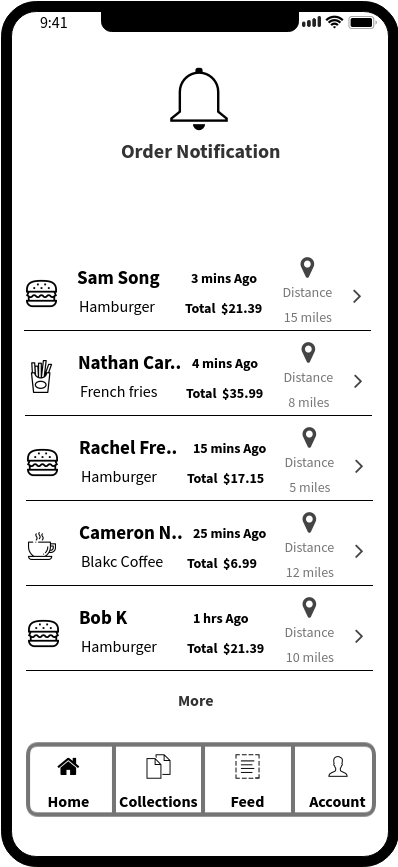 9:41
Order Notification
Sam Song 3 mins Ago
Distance
Hamburger Total $21.39
15 miles
Nathan Car.. 4 mins Ago
Distance
French fries Total $35.99
8 miles
Rachel Fre.. 15 mins Ago
Distance
Hamburger Total $17.15
5 miles
Cameron N.. 25 mins Ago
Distance
Blakc Coffee Total $6.99
12 miles
Bob K 1 hrs Ago
Distance
Hamburger Total $21.39
10 miles
More
Home Collections Feed Account